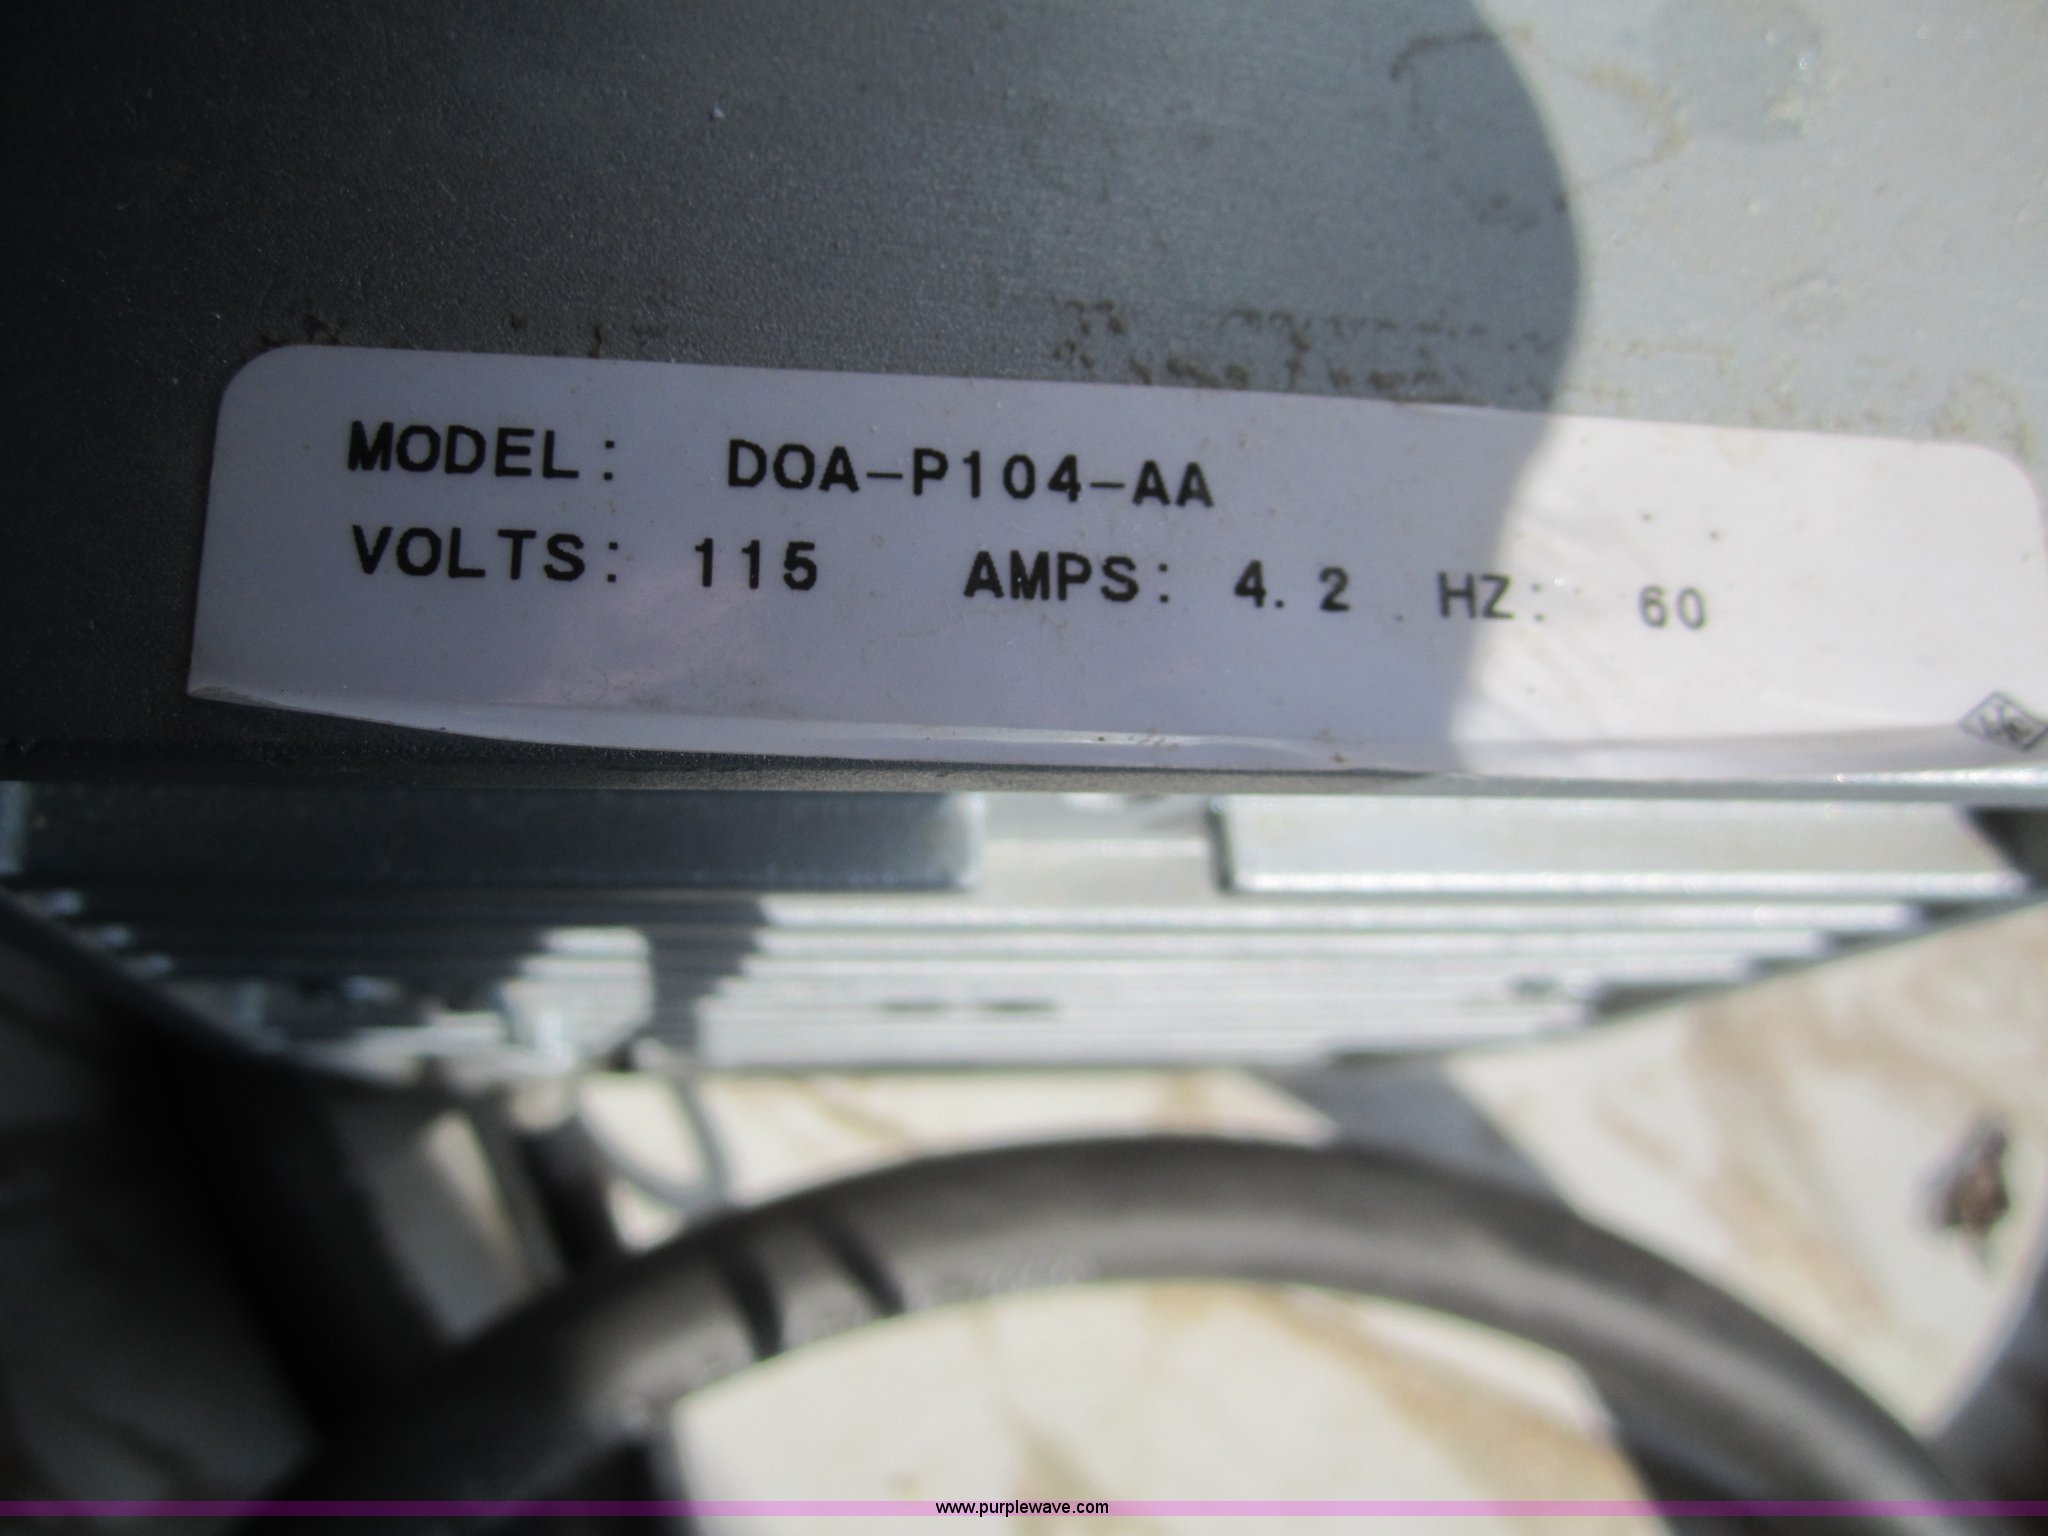 MODEL: DOA-P104-AA
VOLTS: 115 AMPS: 4.2 HZ: 60
www.purplewave.com